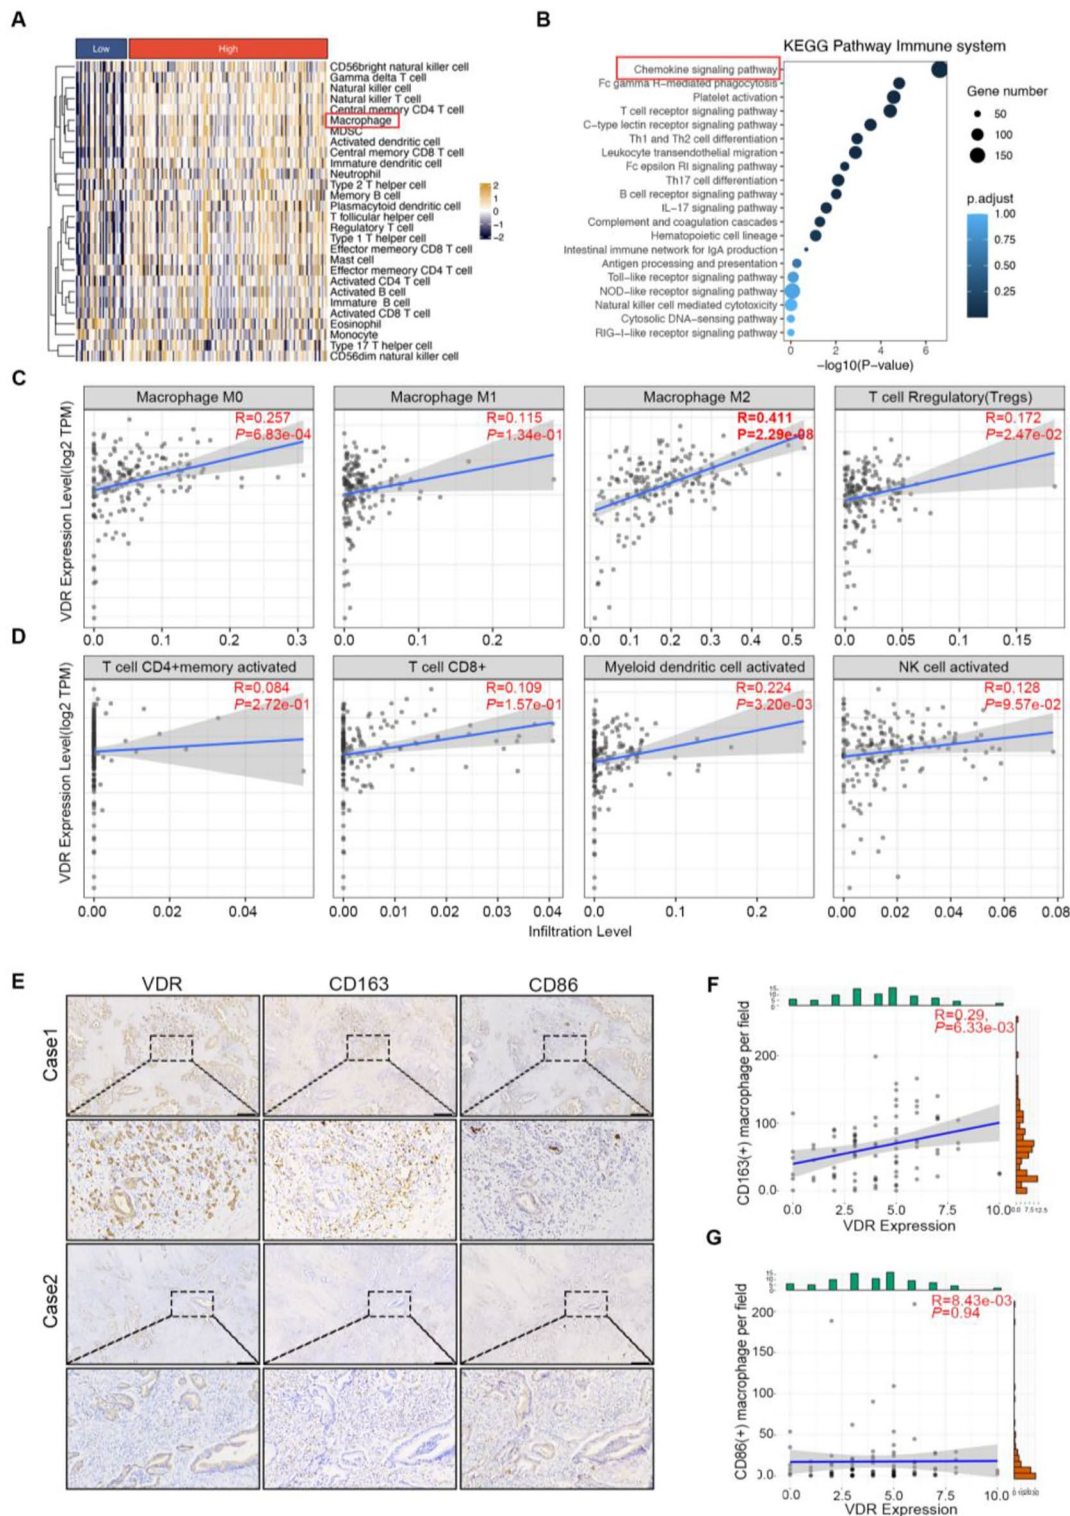 A
Low
High
CD56bright natural killer cell
Gamma delta T cell
Natural killer cell
Natural killer T cell
Central memory CD4 T cell
Macrophage
MDSC
Activated dendritic cell
Central memory CD8 T cell
Immature dendritic cell
Neutrophil
Type 2 T helper cell
Memory B cell
Plasmacytoid dendritic cell
T follicular helper cell
Regulatory T cell
Type 1 T helper cell
Effector memeory CD8 T cell
Mast cell
Effector memeory CD4 T cell
Activated CD4 T cell
Activated B cell
Immature B cell
Activated CD8 T cell
Eosinophil
Monocyte
Type 17 T helper cell
CD56dim natural killer cell
2
1
0
−1
−2
B
KEGG Pathway Immune system
Chemokine signaling pathway
Fc gamma R−mediated phagocytosis
Platelet activation
T cell receptor signaling pathway
C−type lectin receptor signaling pathway
Th1 and Th2 cell differentiation
Leukocyte transendothelial migration
Fc epsilon RI signaling pathway
Th17 cell differentiation
B cell receptor signaling pathway
IL−17 signaling pathway
Complement and coagulation cascades
Hematopoietic cell lineage
Intestinal immune network for IgA production
Antigen processing and presentation
Toll−like receptor signaling pathway
NOD−like receptor signaling pathway
Natural killer cell mediated cytotoxicity
Cytosolic DNA−sensing pathway
RIG−I−like receptor signaling pathway
0 2 4 6
−log10(P−value)
Gene number
50
100
150
p.adjust
1.00
0.75
0.50
0.25
C
VDR Expression Level(log2 TPM)
Macrophage M0
R=0.257
P=6.83e-04
0.0 0.1 0.2 0.3
Macrophage M1
R=0.115
P=1.34e-01
0.0 0.1 0.2
Macrophage M2
R=0.411
P=2.29e-08
0.0 0.1 0.2 0.3 0.4 0.5
T cell Rregulatory(Tregs)
R=0.172
P=2.47e-02
0.00 0.05 0.10 0.15
D
VDR Expression Level(log2 TPM)
T cell CD4+memory activated
R=0.084
P=2.72e-01
0.00 0.02 0.04
T cell CD8+
R=0.109
P=1.57e-01
0.00 0.01 0.02 0.03 0.04
Myeloid dendritic cell activated
R=0.224
P=3.20e-03
0.0 0.1 0.2
NK cell activated
R=0.128
P=9.57e-02
0.00 0.02 0.04 0.06 0.08
Infiltration Level
E
VDR
CD163
CD86
Case1
Case2
F
15
10
5
0
R=0.29,
P=6.33e-03
CD163(+) macrophage per field
200
100
0.0
0.0 2.5 5.0 7.5 10.0
0.0 7.5 12.5
VDR Expression
G
15
10
5
0
R=8.43e-03
P=0.94
CD86(+) macrophage per field
200
150
100
50
0.0 2.5 5.0 7.5 10.0
VDR Expression